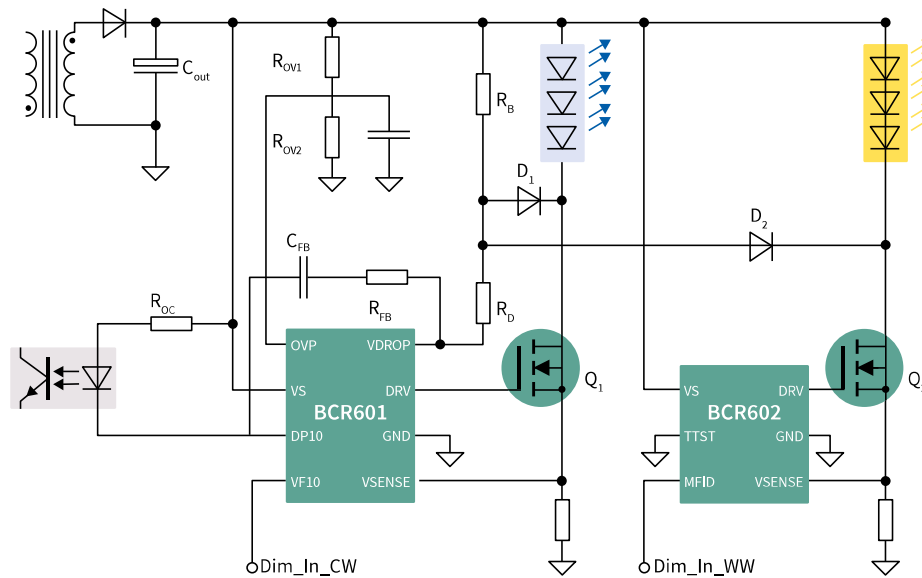 C_out
R_OV1
R_B
R_OV2
D_1
D_2
C_FB
R_OC
R_FB
R_D
OVP VDROP
VS DRV
BCR601
DP10 GND
VF10 VSENSE
Q_1
VS DRV
BCR602
TTST GND
MFID VSENSE
Dim_In_CW
Dim_In_WW